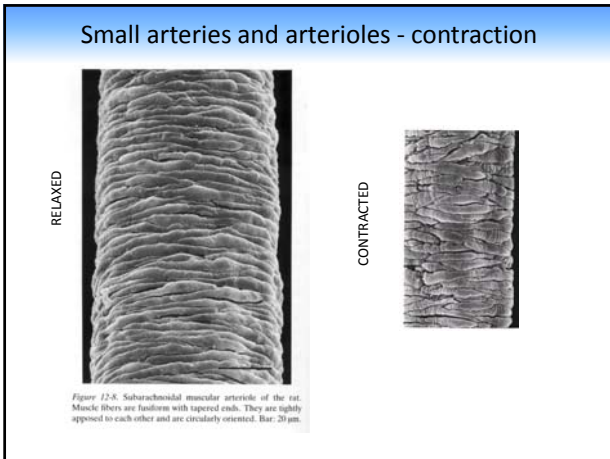 Small arteries and arterioles - contraction
RELAXED
CONTRACTED
Figure 12-8. Subarachnoidal muscular arteriole of the rat.
Muscle fibers are fusiform with tapered ends. They are tightly
apposed to each other and are circularly oriented. Bar: 20 μm.